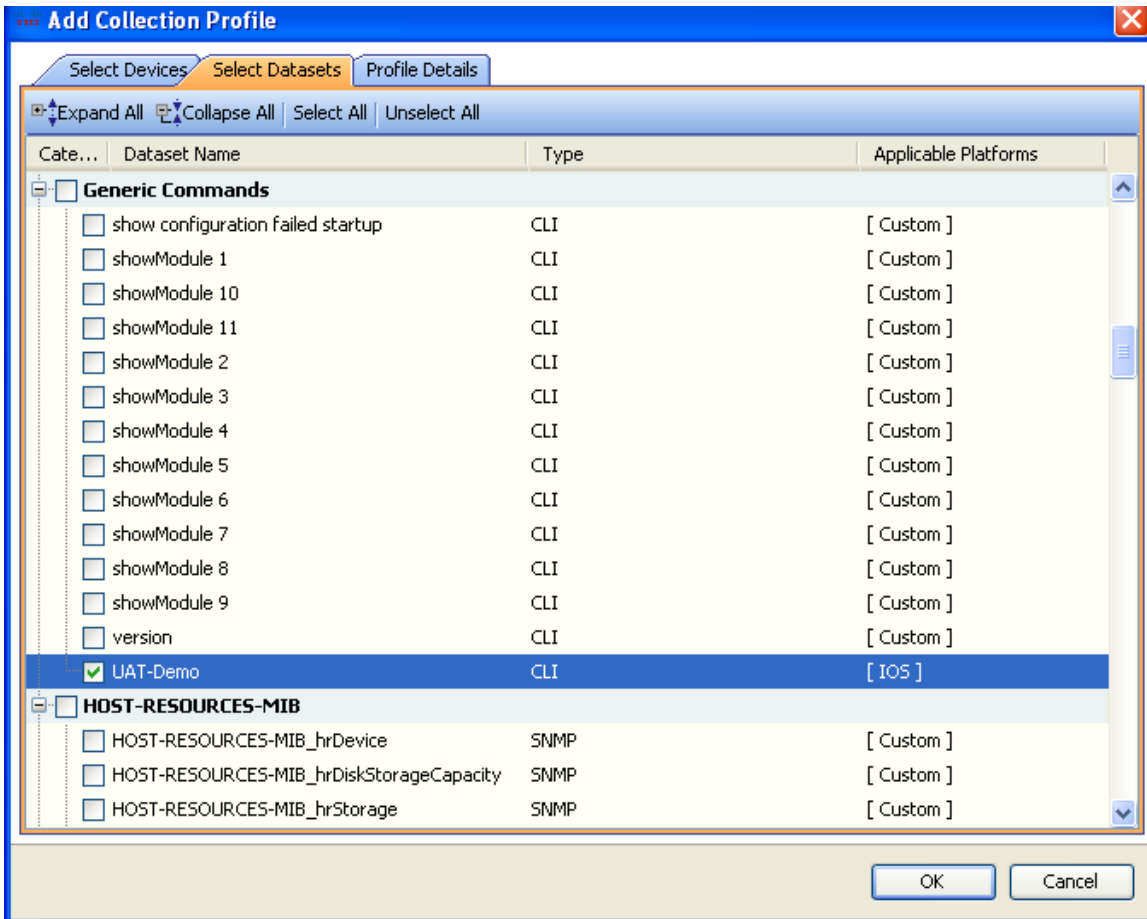 Add Collection Profile
Select Devices Select Datasets Profile Details
Expand All Collapse All Select All Unselect All
Cate... Dataset Name Type Applicable Platforms
Generic Commands
show configuration failed startup CLI [ Custom ]
showModule 1 CLI [ Custom ]
showModule 10 CLI [ Custom ]
showModule 11 CLI [ Custom ]
showModule 2 CLI [ Custom ]
showModule 3 CLI [ Custom ]
showModule 4 CLI [ Custom ]
showModule 5 CLI [ Custom ]
showModule 6 CLI [ Custom ]
showModule 7 CLI [ Custom ]
showModule 8 CLI [ Custom ]
showModule 9 CLI [ Custom ]
version CLI [ Custom ]
UAT-Demo CLI [ IOS ]
HOST-RESOURCES-MIB
HOST-RESOURCES-MIB_hrDevice SNMP [ Custom ]
HOST-RESOURCES-MIB_hrDiskStorageCapacity SNMP [ Custom ]
HOST-RESOURCES-MIB_hrStorage SNMP [ Custom ]
OK Cancel